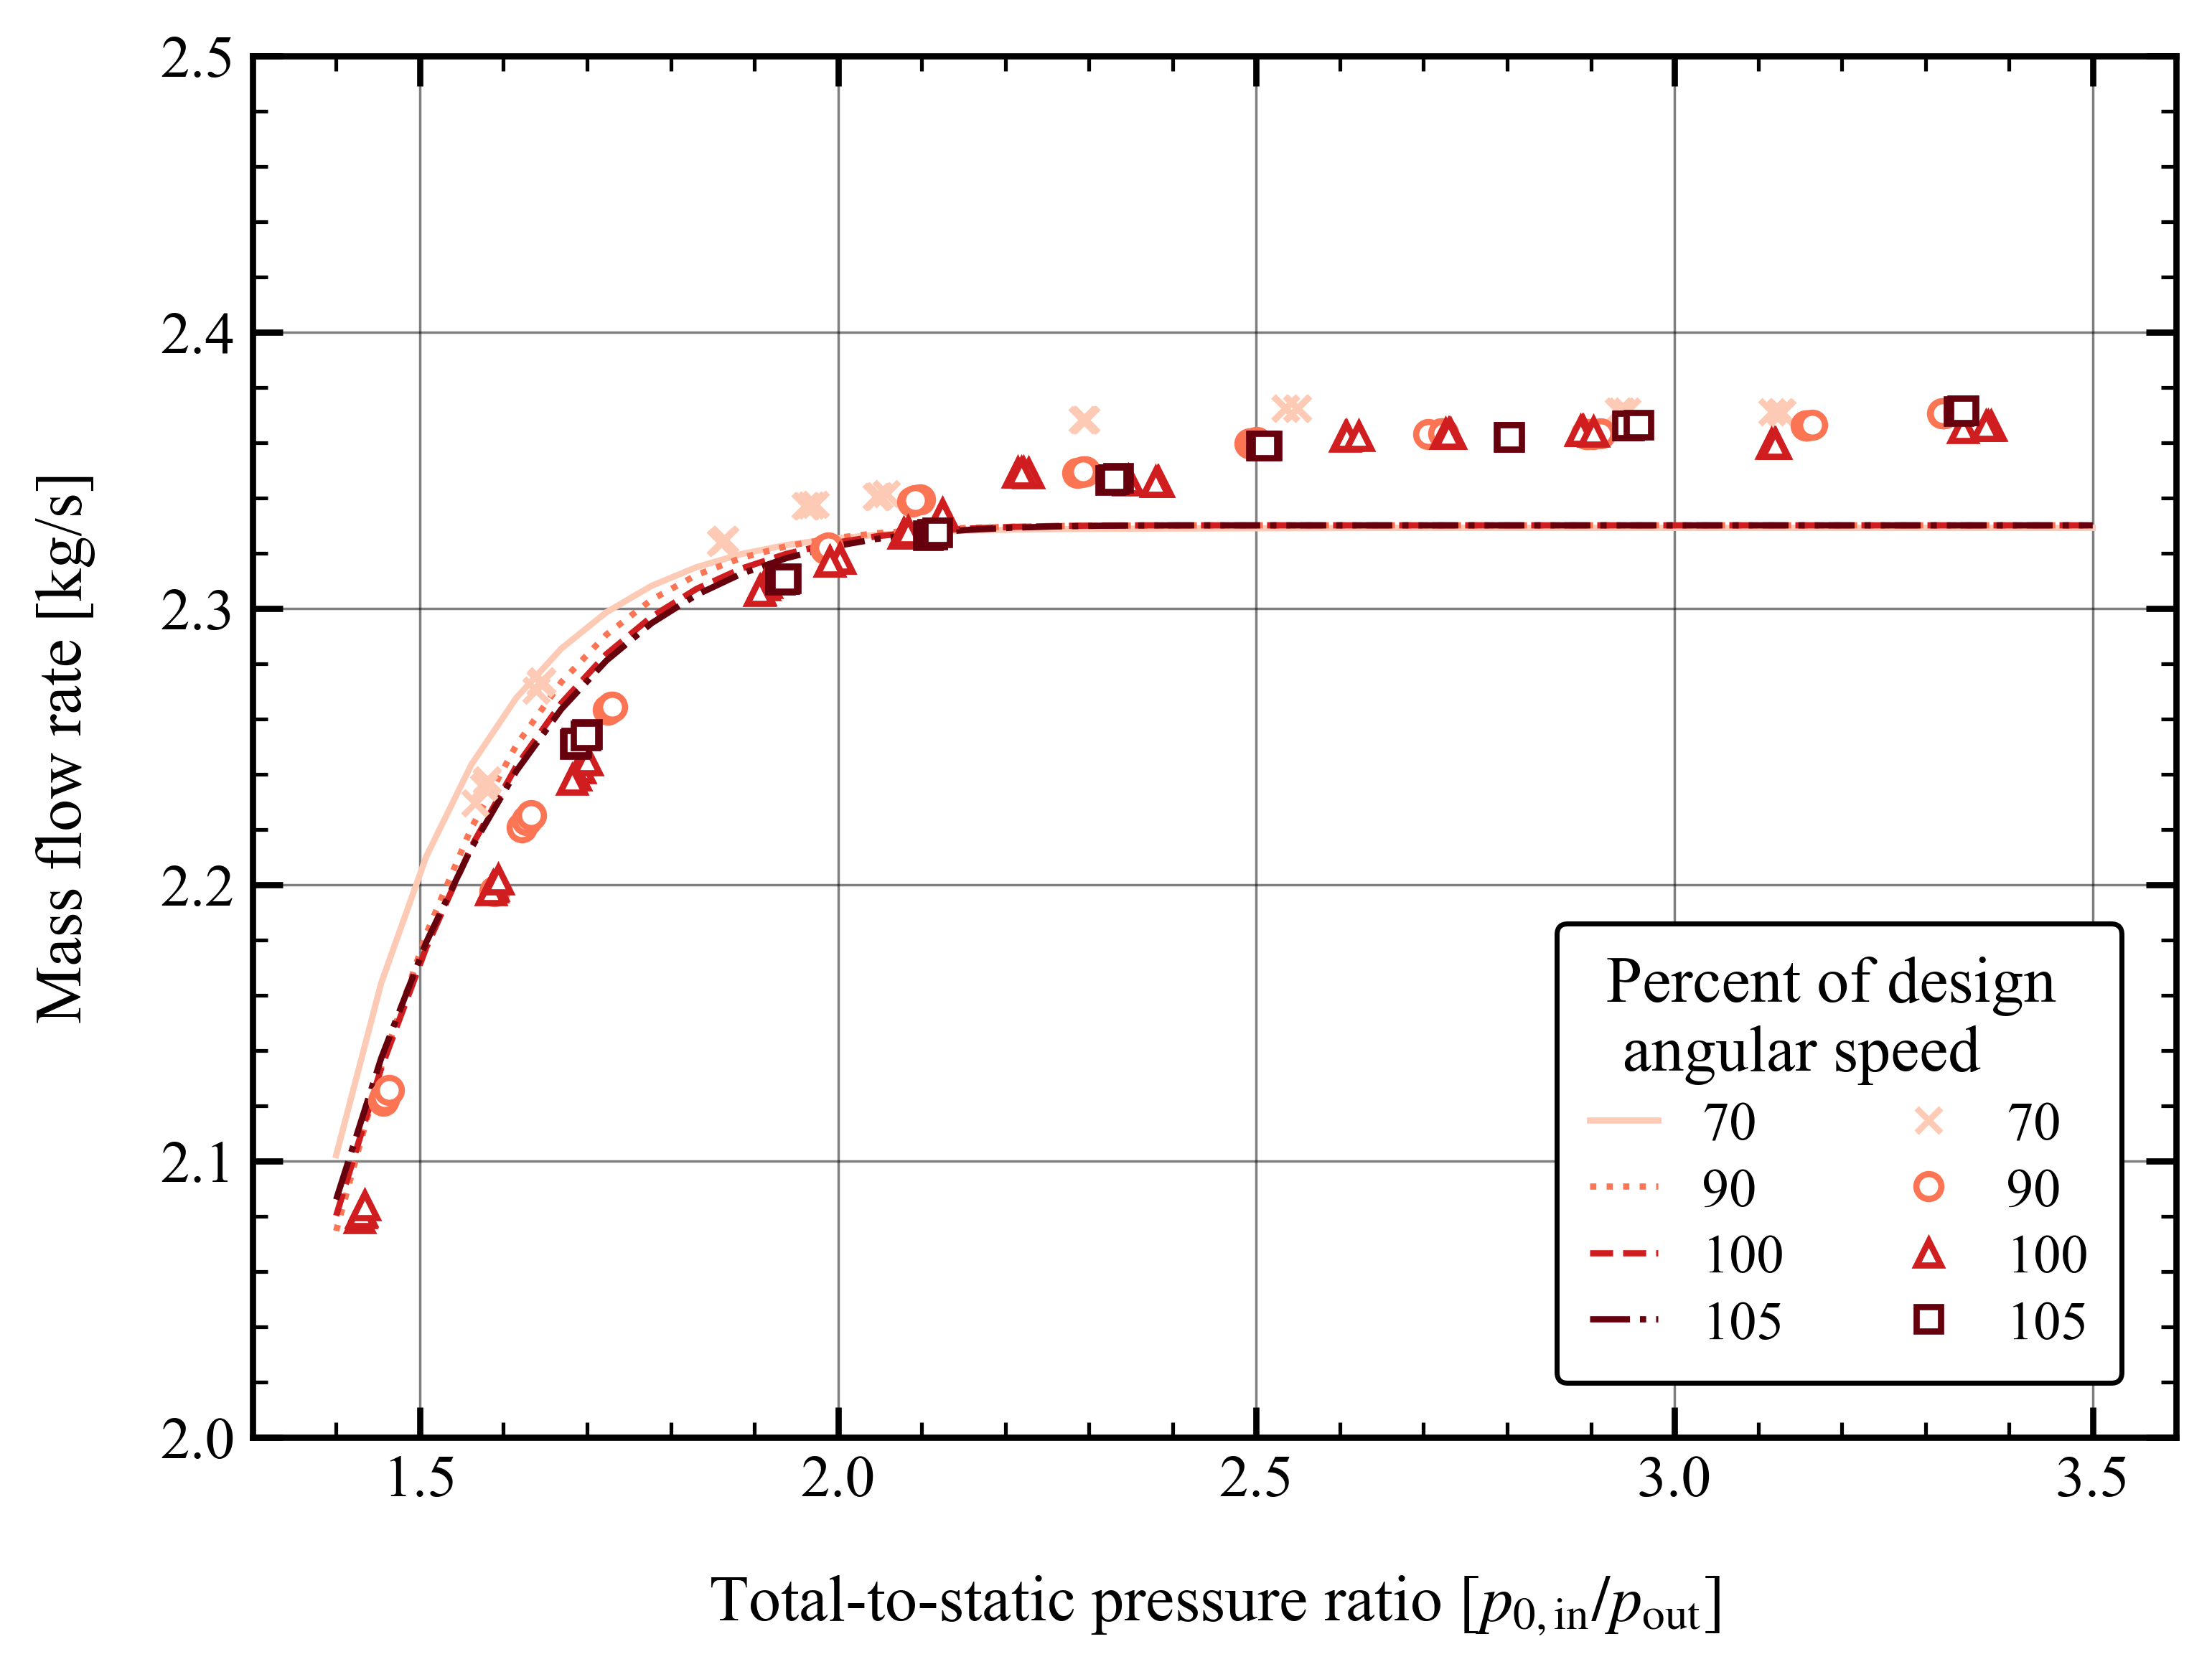 2.5
2.4
2.3
2.2
2.1
2.0
Mass flow rate [kg/s]
1.5 2.0 2.5 3.0 3.5
Total-to-static pressure ratio [p0, in/pout]
Percent of design
angular speed
70 70
90 90
100 100
105 105